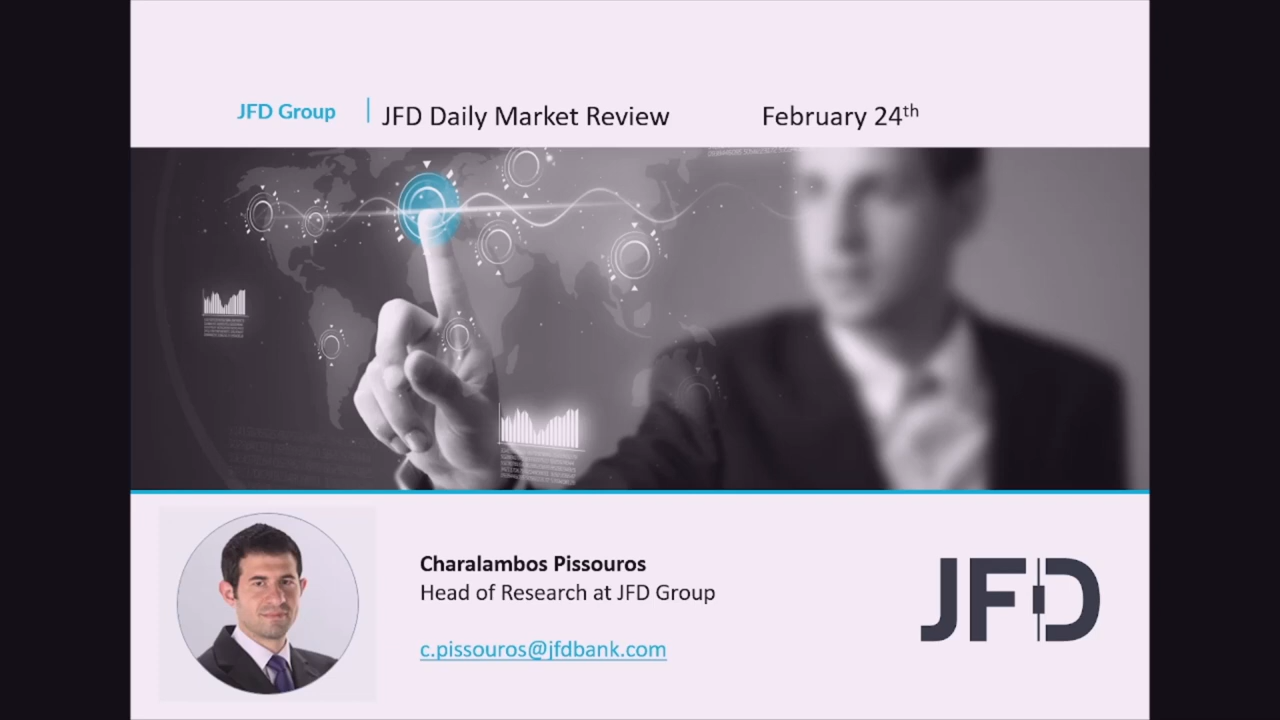 JFD Group
JFD Daily Market Review
February 24th
Charalambos Pissouros
Head of Research at JFD Group
c.pissouros@jfdbank.com
JFD